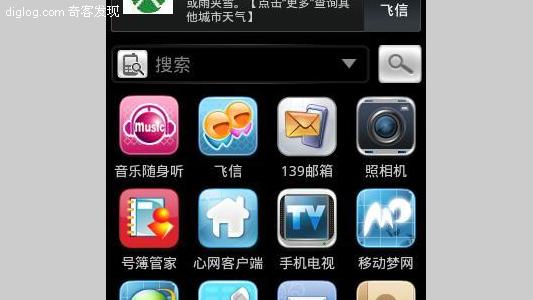 diglog.com 奇客发现
或雨夹雪。【点击"更多"查询其
他城市天气】
飞信
搜索
music
音乐随身听
飞信
139邮箱
照相机
TV
号簿管家
心网客户端
手机电视
移动梦网